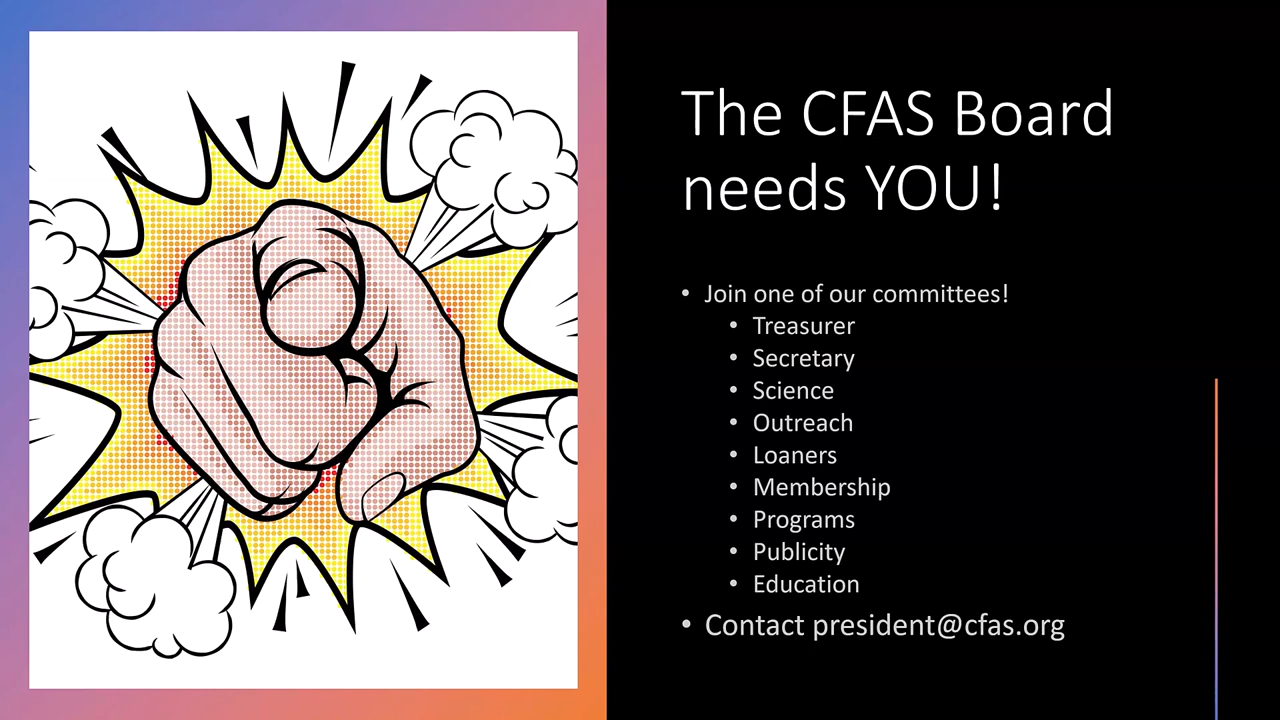 The CFAS Board
needs YOU!
• Join one of our committees!
• Treasurer
• Secretary
• Science
• Outreach
• Loaners
• Membership
• Programs
• Publicity
• Education
• Contact president@cfas.org